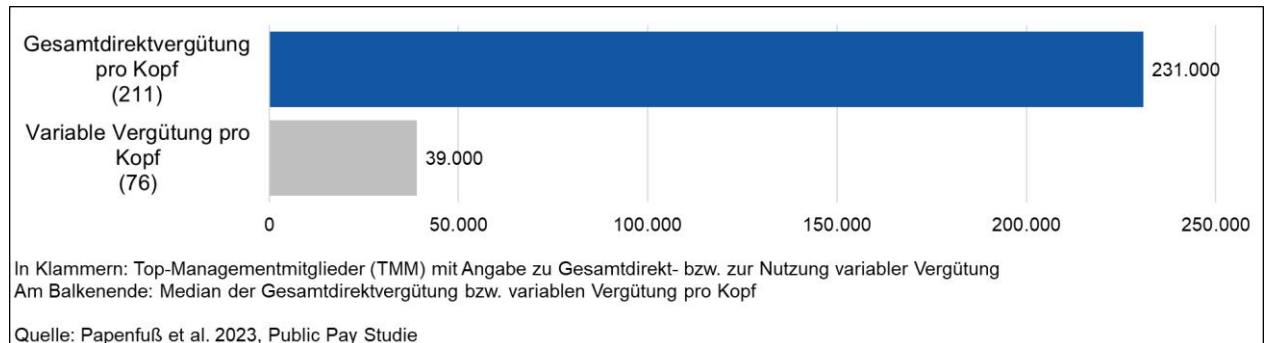 Gesamtdirektvergütung
pro Kopf
(211)
231.000
Variable Vergütung pro
Kopf
(76)
39.000
0 50.000 100.000 150.000 200.000 250.000
In Klammern: Top-Managementmitglieder (TMM) mit Angabe zu Gesamtdirekt- bzw. zur Nutzung variabler Vergütung
Am Balkenende: Median der Gesamtdirektvergütung bzw. variablen Vergütung pro Kopf
Quelle: Papenfuß et al. 2023, Public Pay Studie